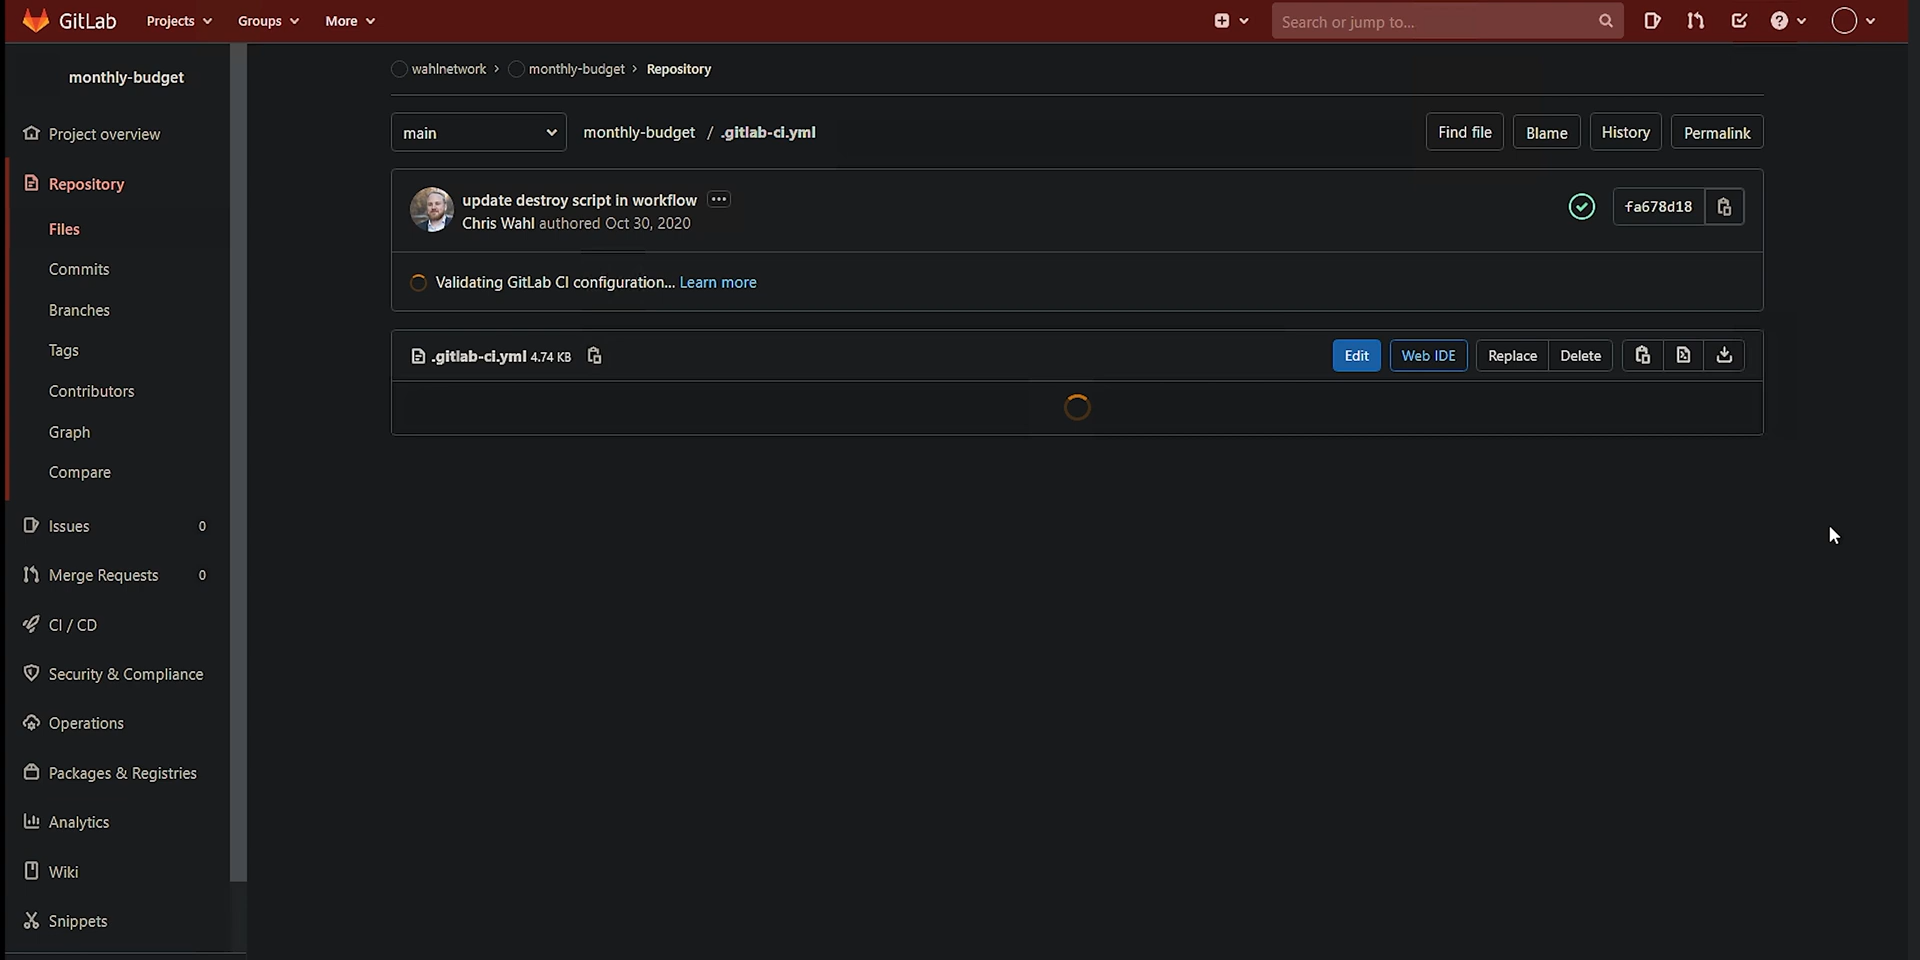 GitLab Projects Groups More Search or jump to...
monthly-budget
Project overview
Repository
Files
Commits
Branches
Tags
Contributors
Graph
Compare
Issues 0
Merge Requests 0
CI / CD
Security & Compliance
Operations
Packages & Registries
Analytics
Wiki
Snippets
wahlnetwork › monthly-budget › Repository
main monthly-budget / .gitlab-ci.yml Find file Blame History Permalink
update destroy script in workflow
Chris Wahl authored Oct 30, 2020
fa678d18
Validating GitLab CI configuration... Learn more
.gitlab-ci.yml 4.74 KB Edit Web IDE Replace Delete